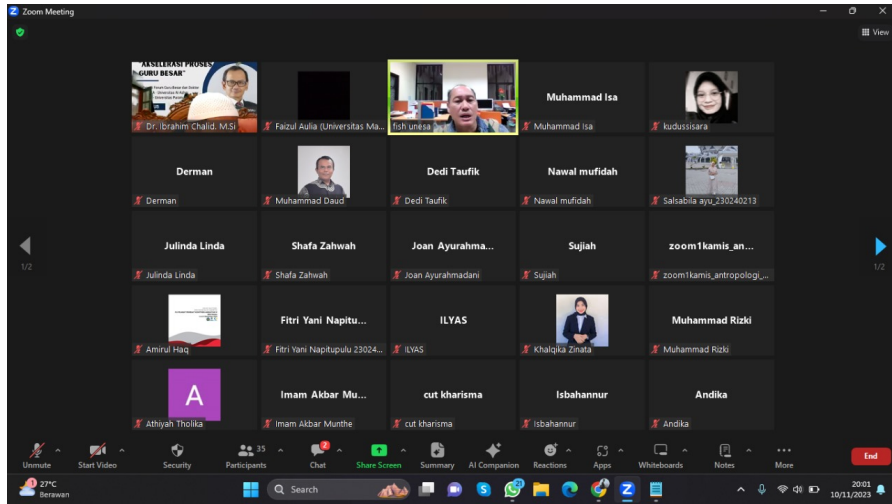 Zoom Meeting
View
AKSELERASI PROSES
GURU BESAR"
Dr. Ibrahim Chalid. M.Si
Faizul Aulia (Universitas Ma...
fish unesa
Muhammad Isa
Muhammad Isa
kudussisara
Derman
Derman
Muhammad Daud
Dedi Taufik
Dedi Taufik
Nawal mufidah
Nawal mufidah
Salsabila ayu_230240213
Julinda Linda
Julinda Linda
Shafa Zahwah
Shafa Zahwah
Joan Ayurahma...
Joan Ayurahmadani
Sujiah
Sujiah
zoom1kamis_an...
zoom1kamis_antropologi_...
1/2
1/2
Amirul Haq
Fitri Yani Napitu...
Fitri Yani Napitupulu 23024...
ILYAS
ILYAS
Khalqika Zinata
Muhammad Rizki
Muhammad Rizki
A
Athiyah Tholika
Imam Akbar Mu...
Imam Akbar Munthe
cut kharisma
cut kharisma
Isbahannur
Isbahannur
Andika
Andika
Unmute
Start Video
Security
Participants
35
Chat
2
Share Screen
Summary
AI Companion
Reactions
Apps
Whiteboards
Notes
More
End
27°C
Berawan
Search
20:01
10/11/2023